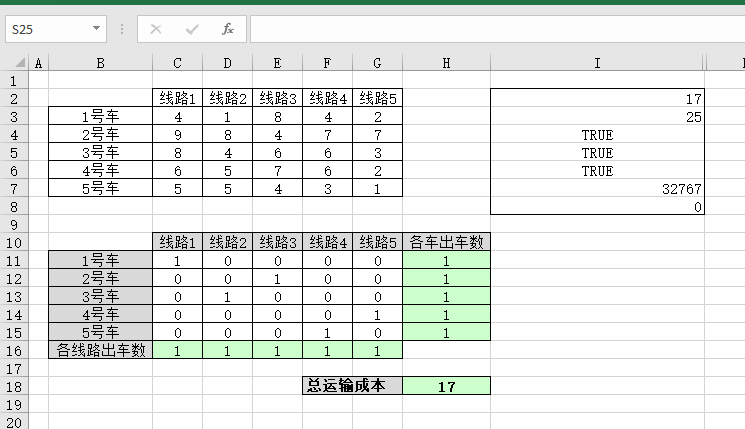 S25
fx
A B C D E F G H I
1
2 线路1 线路2 线路3 线路4 线路5 17
3 1号车 4 1 8 4 2 25
4 2号车 9 8 4 7 7 TRUE
5 3号车 8 4 6 6 3 TRUE
6 4号车 6 5 7 6 2 TRUE
7 5号车 5 5 4 3 1 32767
8 0
9
10 线路1 线路2 线路3 线路4 线路5 各车出车数
11 1号车 1 0 0 0 0 1
12 2号车 0 0 1 0 0 1
13 3号车 0 1 0 0 0 1
14 4号车 0 0 0 0 1 1
15 5号车 0 0 0 1 0 1
16 各线路出车数 1 1 1 1 1
17
18 总运输成本 17
19
20